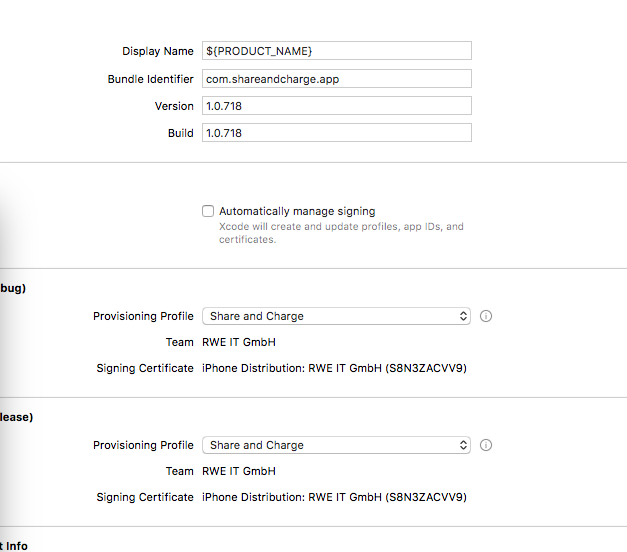 Display Name ${PRODUCT_NAME}
Bundle Identifier com.shareandcharge.app
Version 1.0.718
Build 1.0.718
Automatically manage signing
Xcode will create and update profiles, app IDs, and
certificates.
bug)
Provisioning Profile Share and Charge
Team RWE IT GmbH
Signing Certificate iPhone Distribution: RWE IT GmbH (S8N3ZACVV9)
lease)
Provisioning Profile Share and Charge
Team RWE IT GmbH
Signing Certificate iPhone Distribution: RWE IT GmbH (S8N3ZACVV9)
t Info